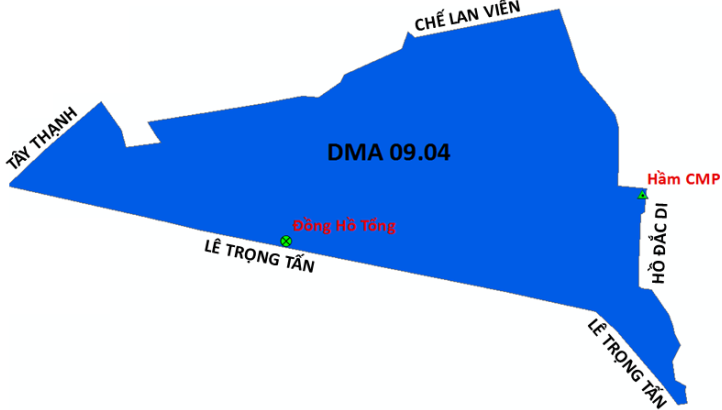 CHẾ LAN VIÊN
TÂY THẠNH
DMA 09.04
Hầm CMP
Đồng Hồ Tổng
HỒ ĐẮC DI
LÊ TRỌNG TẤN
LÊ TRỌNG TẤN